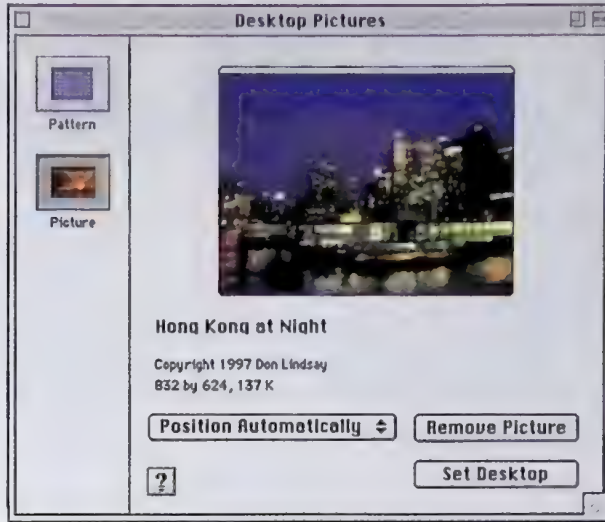 Desktop Pictures
Pattern
Picture
Hong Kong at Night
Copyright 1997 Don Lindsay
832 by 624, 137 K
Position Automatically
Remove Picture
?
Set Desktop